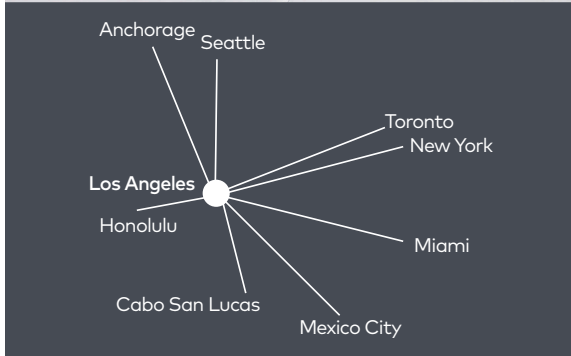 Anchorage
Seattle
Toronto
New York
Los Angeles
Honolulu
Miami
Cabo San Lucas
Mexico City